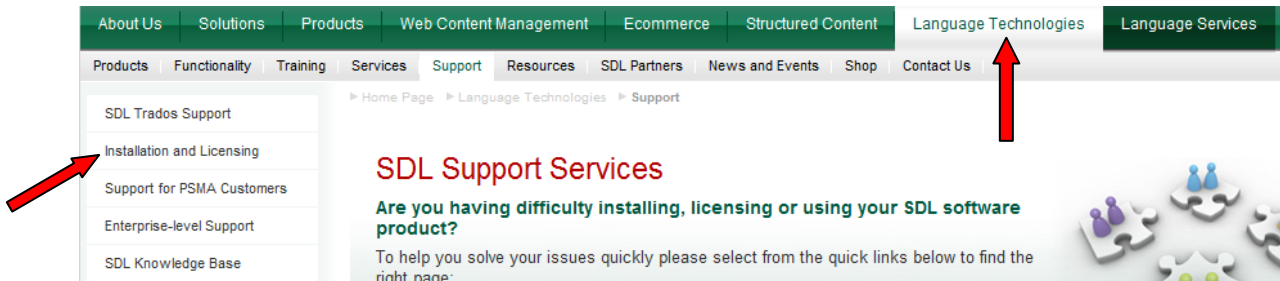 About Us Solutions Products Web Content Management Ecommerce Structured Content Language Technologies Language Services
Products Functionality Training Services Support Resources SDL Partners News and Events Shop Contact Us
Home Page Language Technologies Support
SDL Trados Support
Installation and Licensing
Support for PSMA Customers
Enterprise-level Support
SDL Knowledge Base
SDL Support Services
Are you having difficulty installing, licensing or using your SDL software
product?
To help you solve your issues quickly please select from the quick links below to find the
right page: